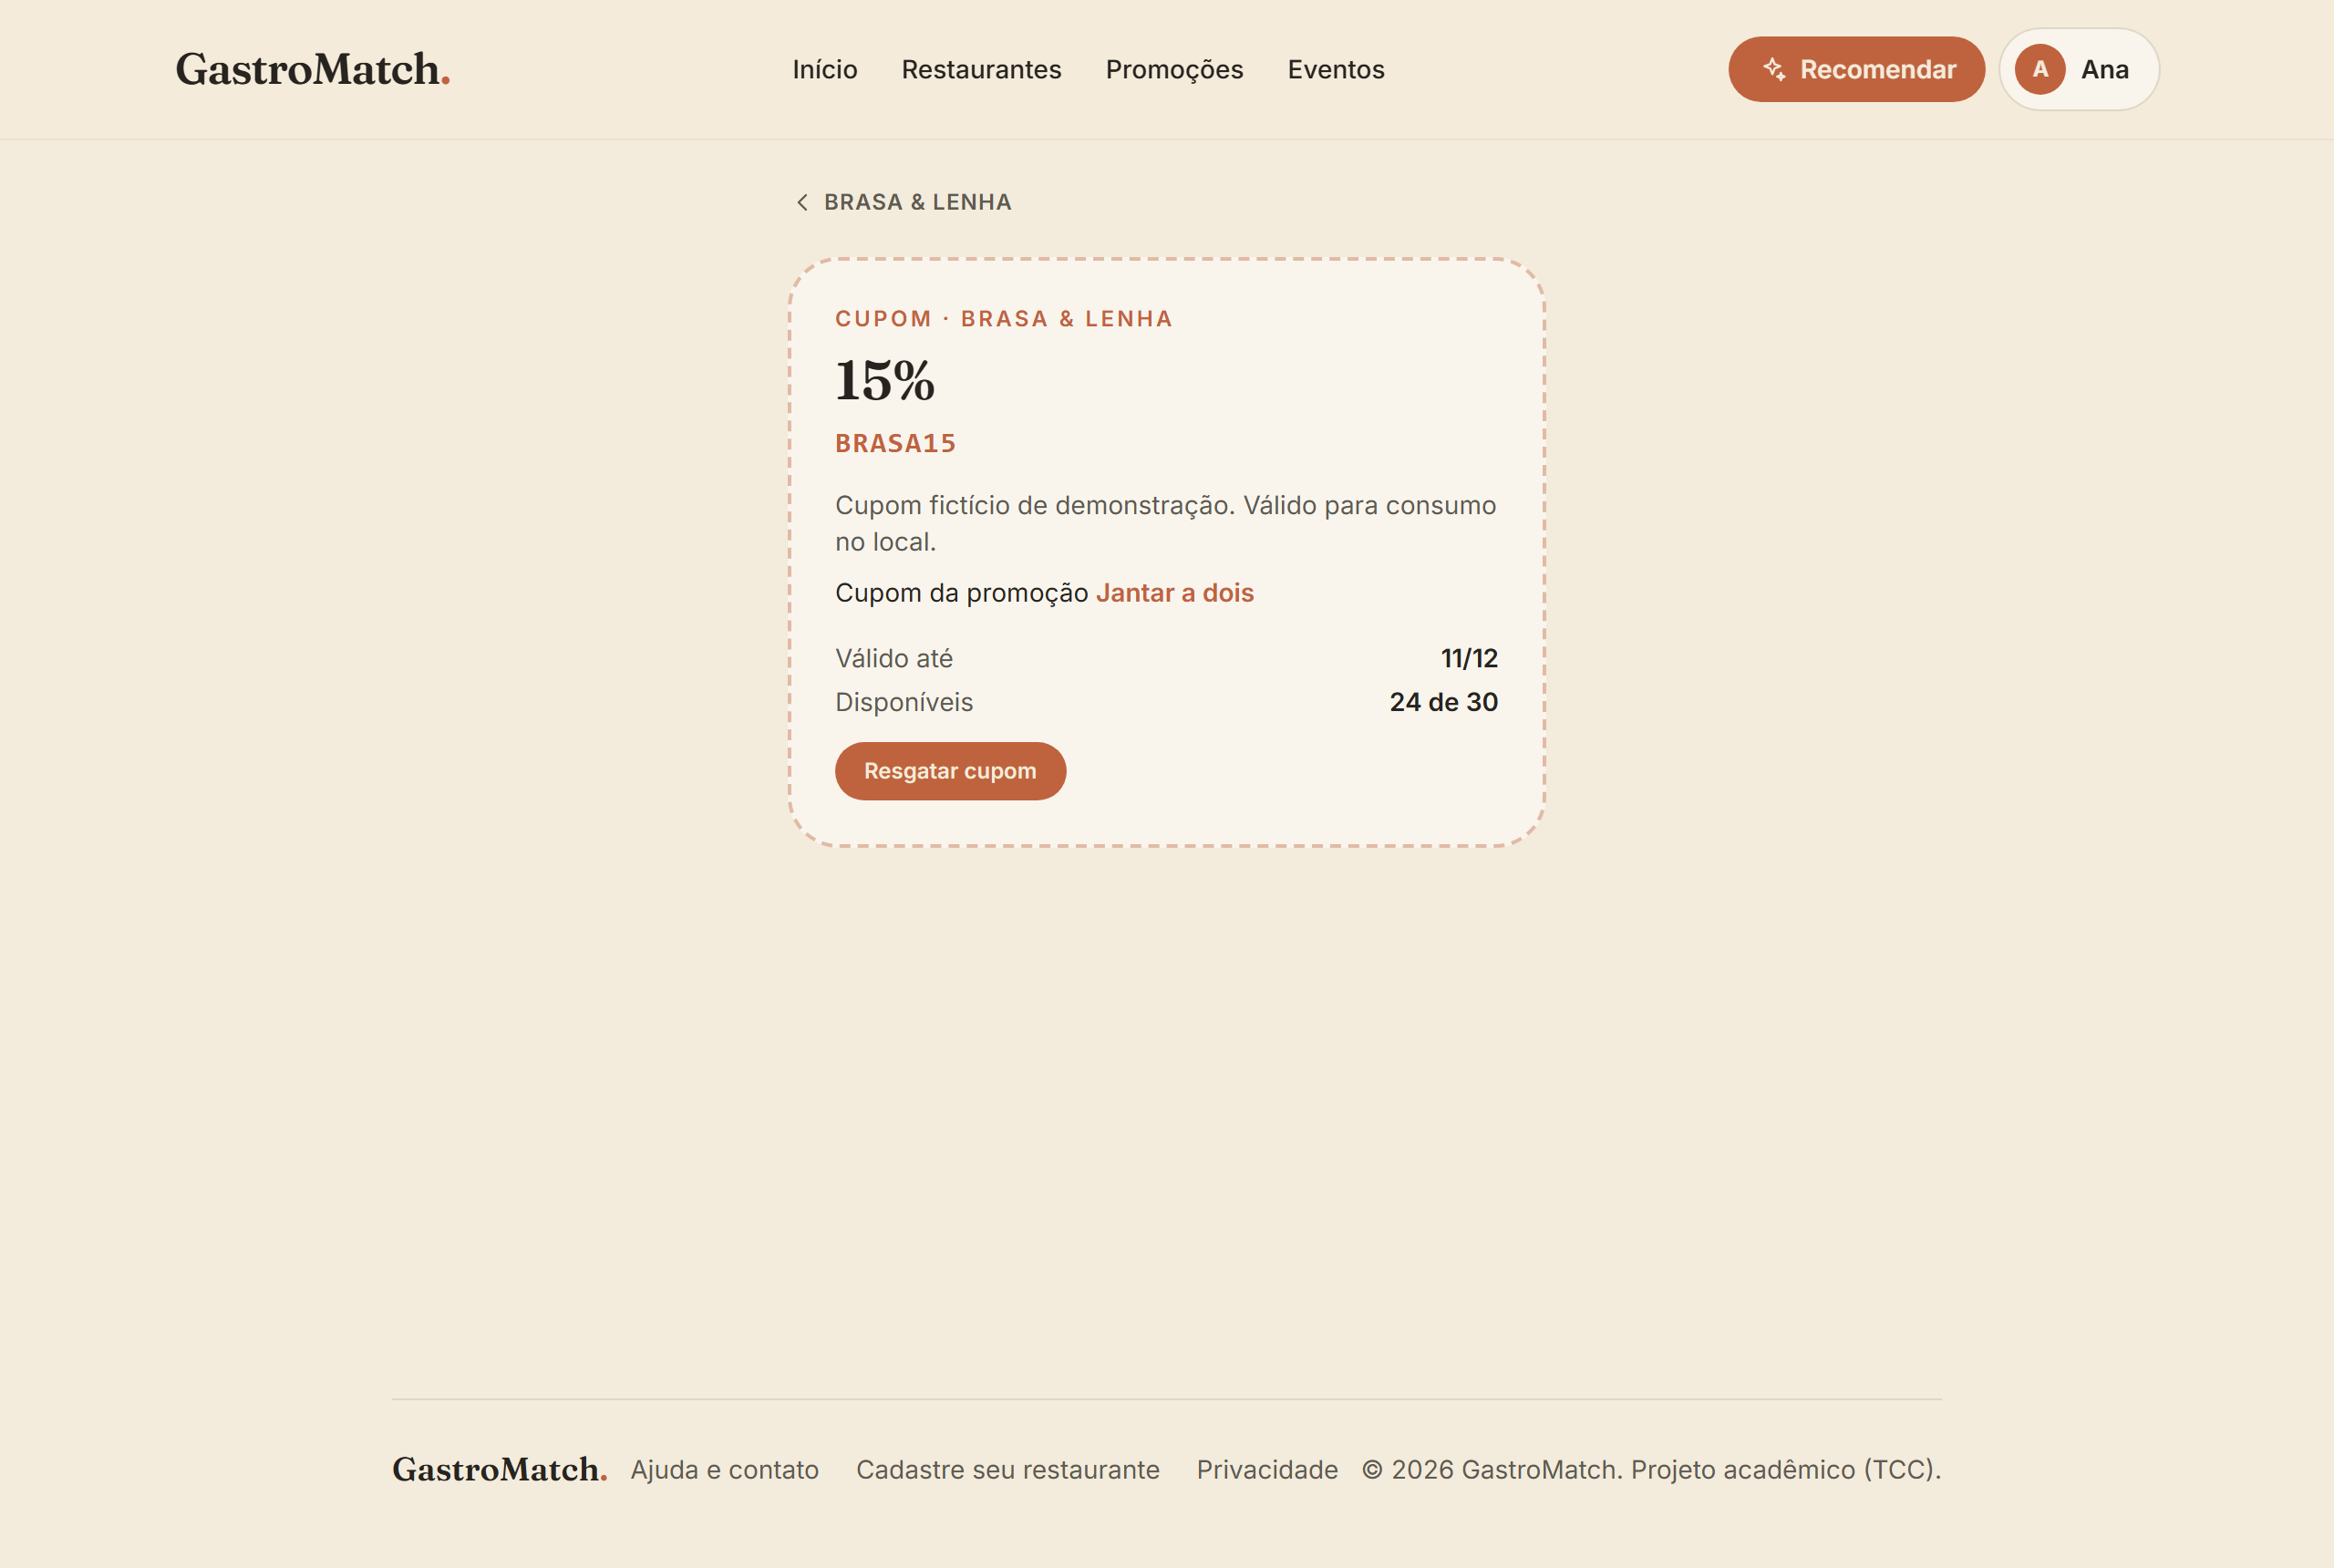 GastroMatch.
Início Restaurantes Promoções Eventos
Recomendar
A Ana
BRASA & LENHA
CUPOM · BRASA & LENHA
15%
BRASA15
Cupom fictício de demonstração. Válido para consumo
no local.
Cupom da promoção Jantar a dois
Válido até 11/12
Disponíveis 24 de 30
Resgatar cupom
GastroMatch. Ajuda e contato Cadastre seu restaurante Privacidade © 2026 GastroMatch. Projeto acadêmico (TCC).